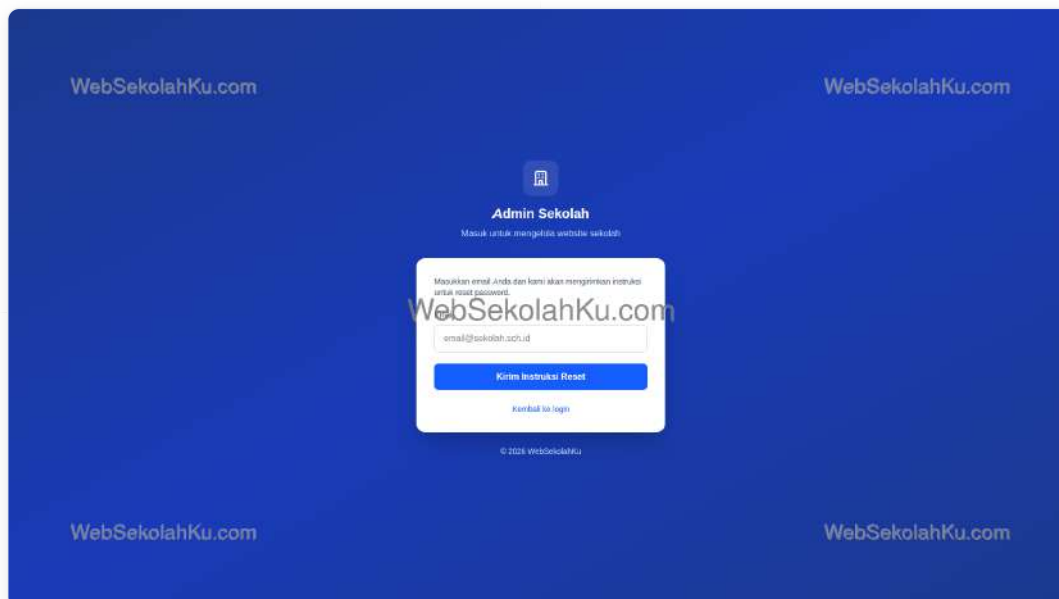 WebSekolahKu.com WebSekolahKu.com
Admin Sekolah
Masuk untuk mengelola website sekolah
Masukkan email Anda dan kami akan mengirimkan instruksi
untuk reset password.
WebSekolahKu.com
email@sekolah.sch.id
Kirim Instruksi Reset
Kembali ke login
© 2026 WebSekolahKu
WebSekolahKu.com WebSekolahKu.com